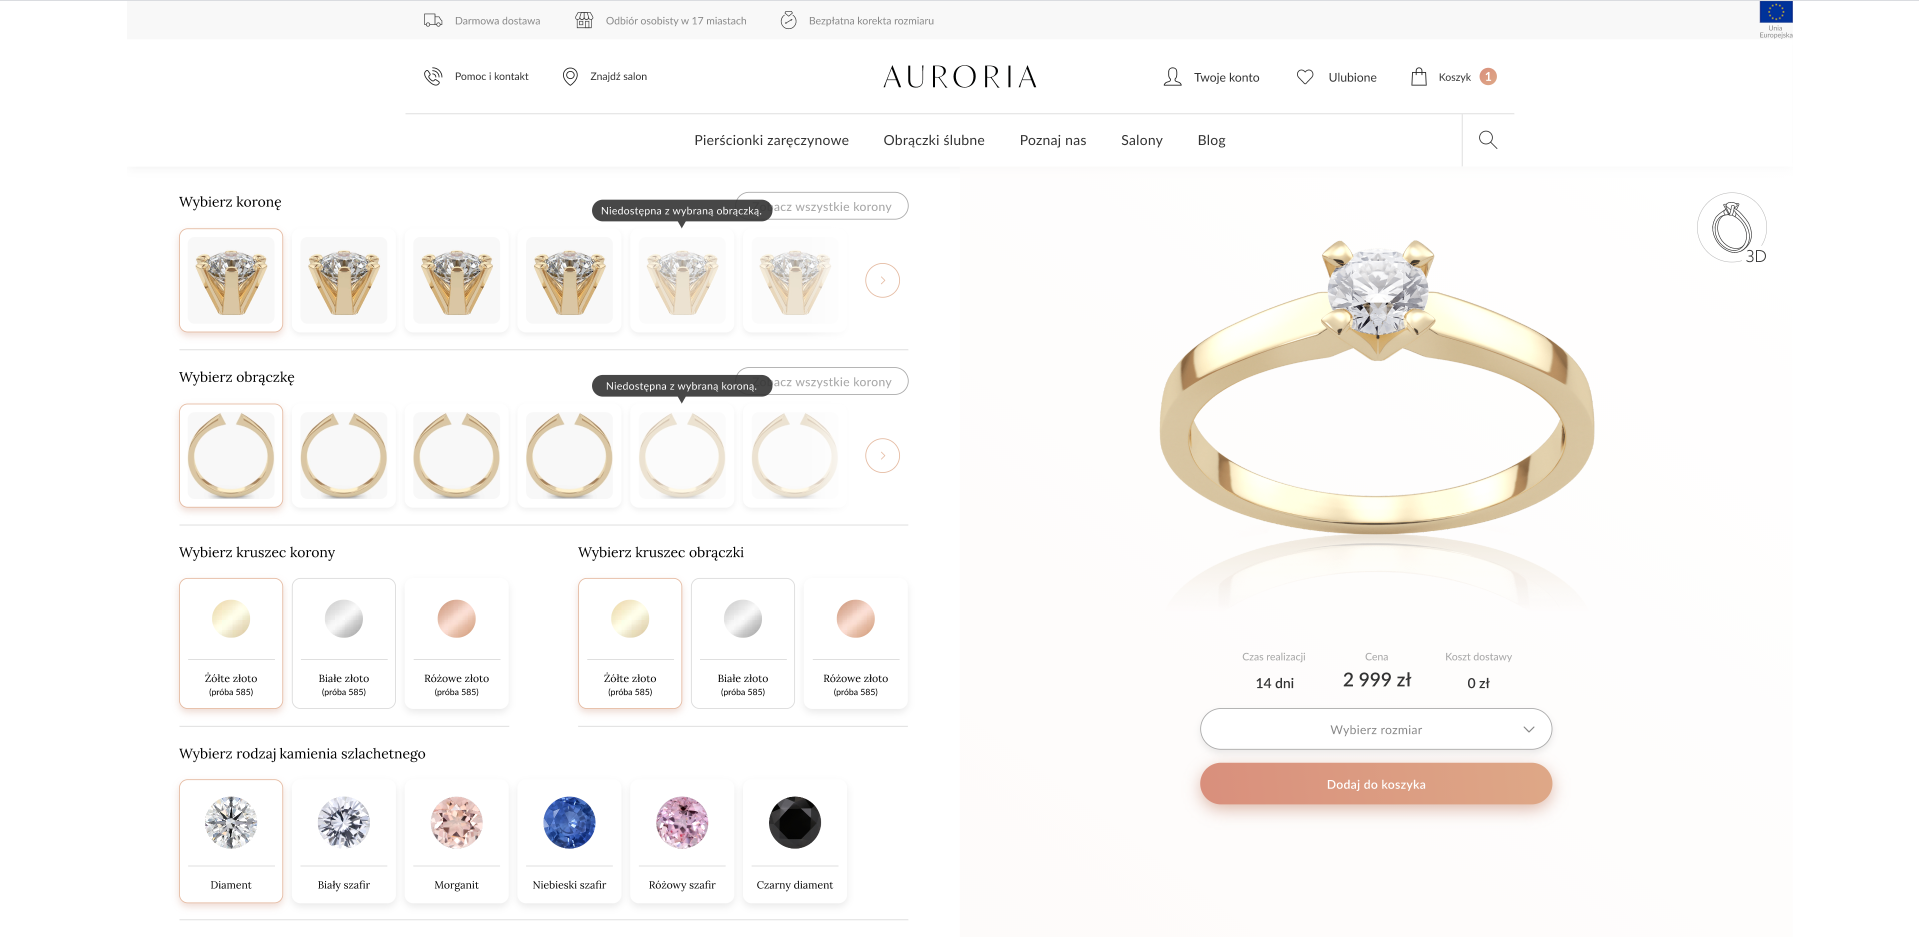 Darmowa dostawa
Odbiór osobisty w 17 miastach
Bezpłatna korekta rozmiaru
Unia
Europejska
Pomoc i kontakt
Znajdź salon
AURORIA
Twoje konto
Ulubione
Koszyk
1
Pierścionki zaręczynowe
Obrączki ślubne
Poznaj nas
Salony
Blog
Wybierz koronę
Niedostępna z wybraną obrączką.
wszystkie korony
Wybierz obrączkę
Niedostępna z wybraną koroną.
wszystkie korony
Wybierz kruszec korony
Żółte złoto
(próba 585)
Białe złoto
(próba 585)
Różowe złoto
(próba 585)
Wybierz kruszec obrączki
Żółte złoto
(próba 585)
Białe złoto
(próba 585)
Różowe złoto
(próba 585)
Wybierz rodzaj kamienia szlachetnego
Diament
Biały szafir
Morganit
Niebieski szafir
Różowy szafir
Czarny diament
3D
Czas realizacji
14 dni
Cena
2 999 zł
Koszt dostawy
0 zł
Wybierz rozmiar
Dodaj do koszyka